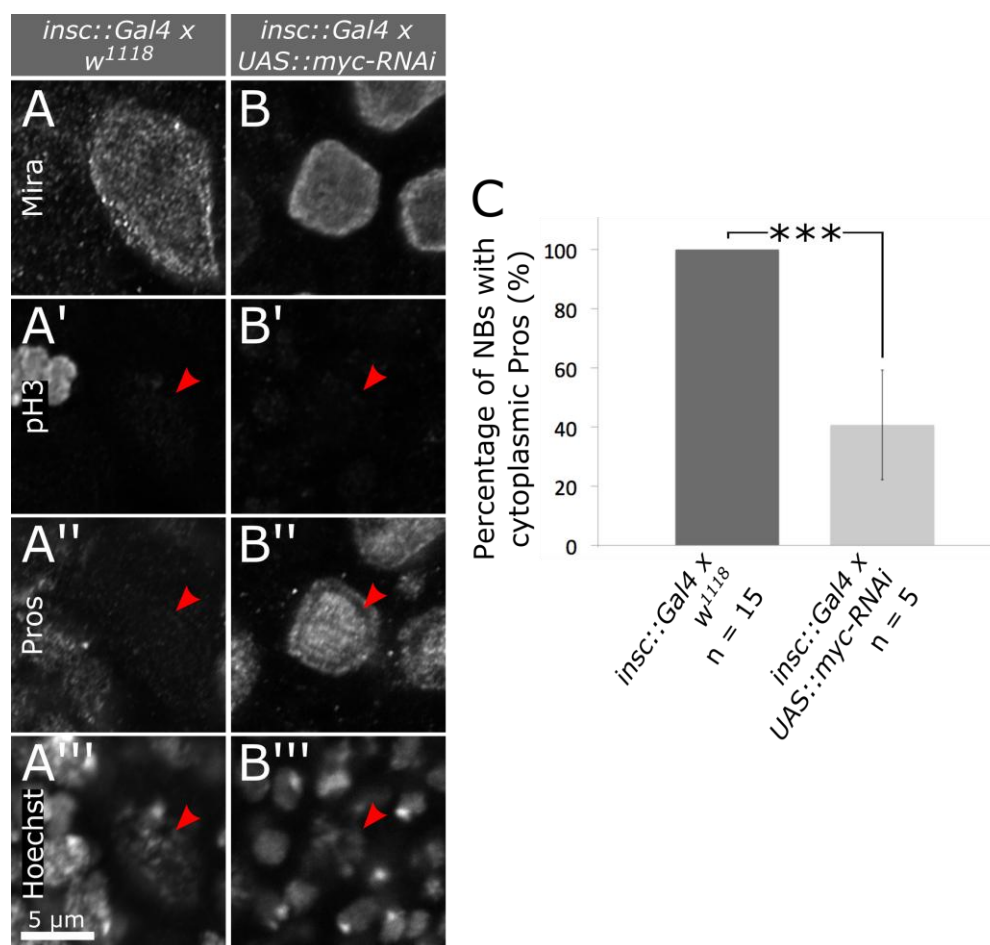 insc::Gal4 x
w1118
insc::Gal4 x
UAS::myc-RNAi
A
Mira
B
A'
pH3
B'
A''
Pros
B''
A'''
Hoechst
5 µm
B'''
C
Percentage of NBs with
cytoplasmic Pros (%)
100
80
60
40
20
0
***
insc::Gal4 x
w1118
n = 15
insc::Gal4 x
UAS::myc-RNAi
n = 5